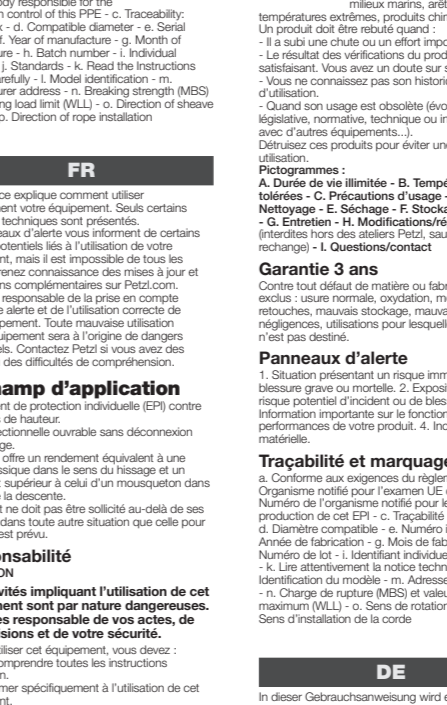 ody responsible for the
n control of this PPE - c. Traceability:
- d. Compatible diameter - e. Serial
f. Year of manufacture - g. Month of
ure - h. Batch number - i. Individual
- j. Standards - k. Read the Instructions
arefully - l. Model identification - m.
urer address - n. Breaking strength (MBS)
ng load limit (WLL) - o. Direction of sheave
p. Direction of rope installation
FR
ce explique comment utiliser
ment votre équipement. Seuls certains
techniques sont présentés.
eaux d'alerte vous informent de certains
otentiels liés à l'utilisation de votre
nt, mais il est impossible de tous les
renez connaissance des mises à jour et
ns complémentaires sur Petzl.com.
responsable de la prise en compte
e alerte et de l'utilisation correcte de
pement. Toute mauvaise utilisation
uipement sera à l'origine de dangers
els. Contactez Petzl si vous avez des
des difficultés de compréhension.
hamp d'application
nt de protection individuelle (EPI) contre
s de hauteur.
ectionnelle ouvrable sans déconnexion
ge.
offre un rendement équivalent à une
assique dans le sens du hissage et un
t supérieur à celui d'un mousqueton dans
e la descente.
t ne doit pas être sollicité au-delà de ses
dans toute autre situation que celle pour
est prévu.
onsabilité
ON
vités impliquant l'utilisation de cet
ment sont par nature dangereuses.
es responsable de vos actes, de
isions et de votre sécurité.
tiliser cet équipement, vous devez :
omprendre toutes les instructions
n.
mer spécifiquement à l'utilisation de cet
nt.
milieux marins, arêt
températures extrêmes, produits chim
Un produit doit être rebuté quand :
- Il a subi une chute ou un effort impo
- Le résultat des vérifications du prod
satisfaisant. Vous avez un doute sur s
- Vous ne connaissez pas son histori
d'utilisation.
- Quand son usage est obsolète (évo
législative, normative, technique ou in
avec d'autres équipements...).
Détruisez ces produits pour éviter une
utilisation.
Pictogrammes :
A. Durée de vie illimitée - B. Tempé
tolérées - C. Précautions d'usage -
Nettoyage - E. Séchage - F. Stocka
- G. Entretien - H. Modifications/ré
(interdites hors des ateliers Petzl, sau
rechange) - I. Questions/contact
Garantie 3 ans
Contre tout défaut de matière ou fabr
exclus : usure normale, oxydation, mo
retouches, mauvais stockage, mauva
négligences, utilisations pour lesquelle
n'est pas destiné.
Panneaux d'alerte
1. Situation présentant un risque imm
blessure grave ou mortelle. 2. Exposi
risque potentiel d'incident ou de bles
Information importante sur le fonction
performances de votre produit. 4. Inc
matérielle.
Traçabilité et marquage
a. Conforme aux exigences du règlem
Organisme notifié pour l'examen UE d
Numéro de l'organisme notifié pour le
production de cet EPI - c. Traçabilité
d. Diamètre compatible - e. Numéro i
Année de fabrication - g. Mois de fab
Numéro de lot - i. Identifiant individue
- k. Lire attentivement la notice techn
Identification du modèle - m. Adresse
- n. Charge de rupture (MBS) et valeu
maximum (WLL) - o. Sens de rotation
Sens d'installation de la corde
DE
In dieser Gebrauchsanweisung wird e